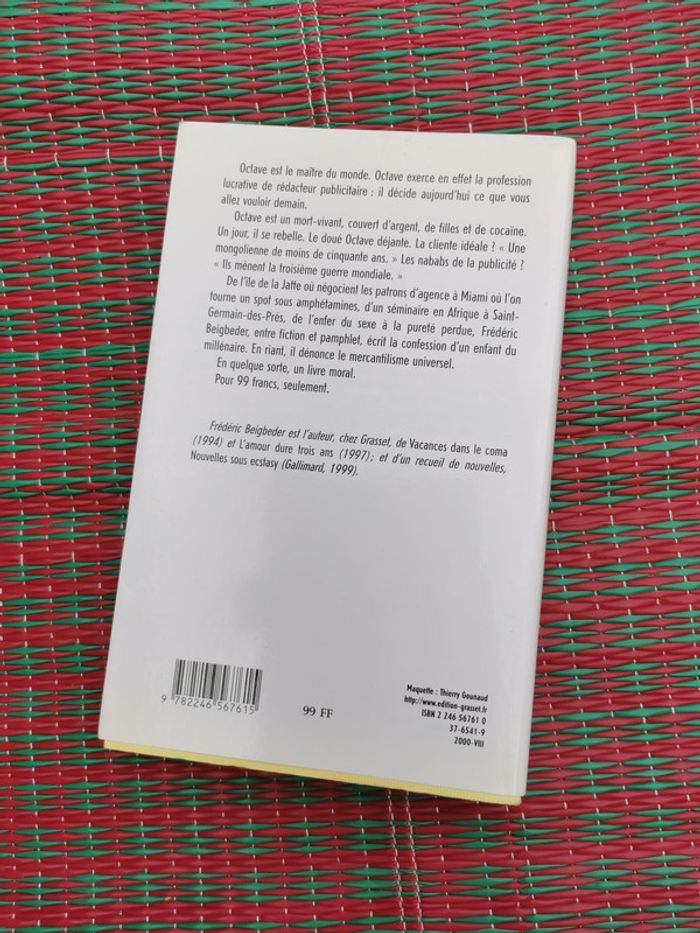 Octave est le maître du monde. Octave exerce en effet la profession
lucrative de rédacteur publicitaire : il décide aujourd'hui ce que vous
allez vouloir demain.
Octave est un mort-vivant, couvert d'argent, de filles et de cocaïne.
Un jour, il se rebelle. Le doué Octave déjante. La cliente idéale ? « Une
mongolienne de moins de cinquante ans. » Les nababs de la publicité ?
« Ils mènent la troisième guerre mondiale. »
De l'île de la Jatte où négocient les patrons d'agence à Miami où l'on
tourne un spot sous amphétamines, d'un séminaire en Afrique à Saint-
Germain-des-Prés, de l'enfer du sexe à la pureté perdue, Frédéric
Beigbeder, entre fiction et pamphlet, écrit la confession d'un enfant du
millénaire. En riant, il dénonce le mercantilisme universel.
En quelque sorte, un livre moral.
Pour 99 francs, seulement.
Frédéric Beigbeder est l'auteur, chez Grasset, de Vacances dans le coma
(1994) et L'amour dure trois ans (1997); et d'un recueil de nouvelles,
Nouvelles sous ecstasy (Gallimard, 1999).
9 782246 567615
99 FF
Maquette : Thierry Gounaud
http://www.edition-grasset.fr
ISBN 2 246 56761 0
37-6541-9
2000-VIII